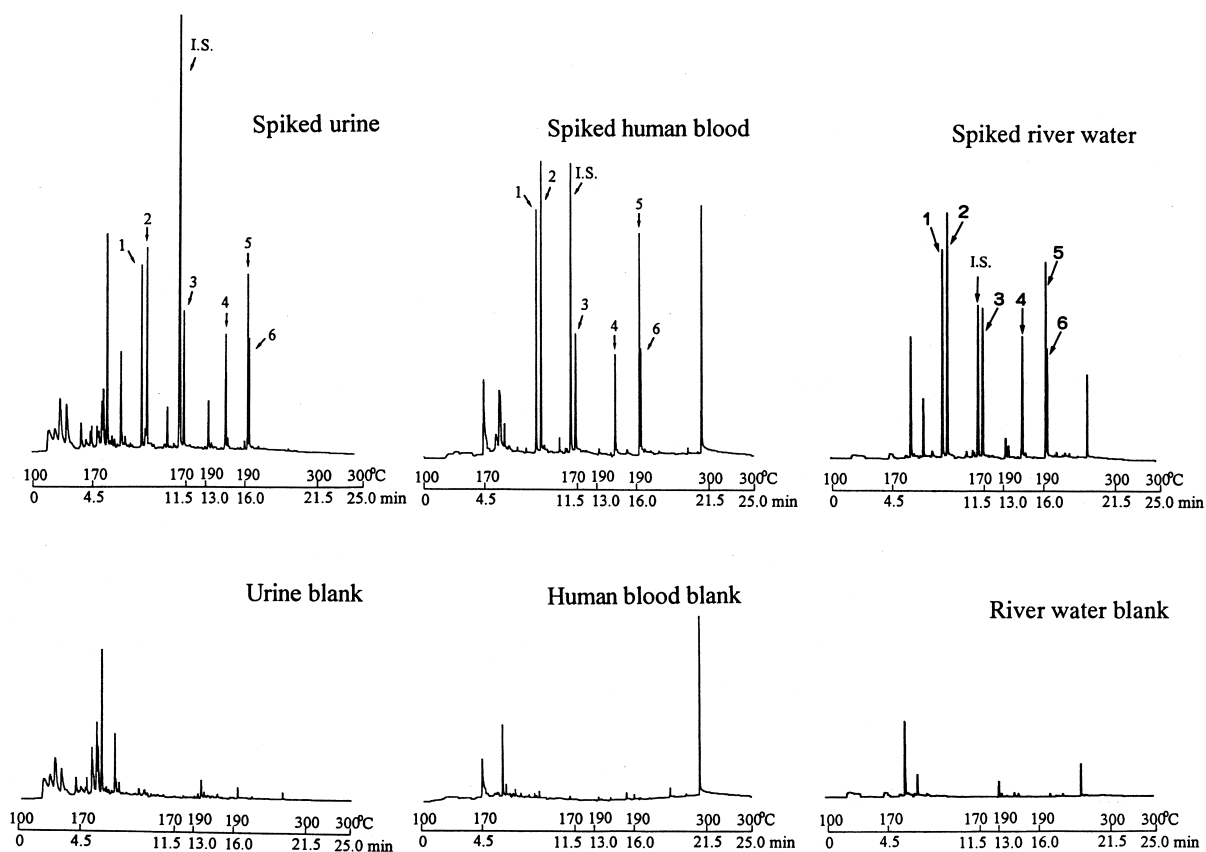 I.S.
Spiked urine
1
2
3
4
5
6
100 170 170 190 190 300 300°C
0 4.5 11.5 13.0 16.0 21.5 25.0 min
Spiked human blood
1
2
I.S.
3
4
5
6
100 170 170 190 190 300 300°C
0 4.5 11.5 13.0 16.0 21.5 25.0 min
Spiked river water
1
2
I.S.
3
4
5
6
100 170 170 190 190 300 300°C
0 4.5 11.5 13.0 16.0 21.5 25.0 min
Urine blank
100 170 170 190 190 300 300°C
0 4.5 11.5 13.0 16.0 21.5 25.0 min
Human blood blank
100 170 170 190 190 300 300°C
0 4.5 11.5 13.0 16.0 21.5 25.0 min
River water blank
100 170 170 190 190 300 300°C
0 4.5 11.5 13.0 16.0 21.5 25.0 min